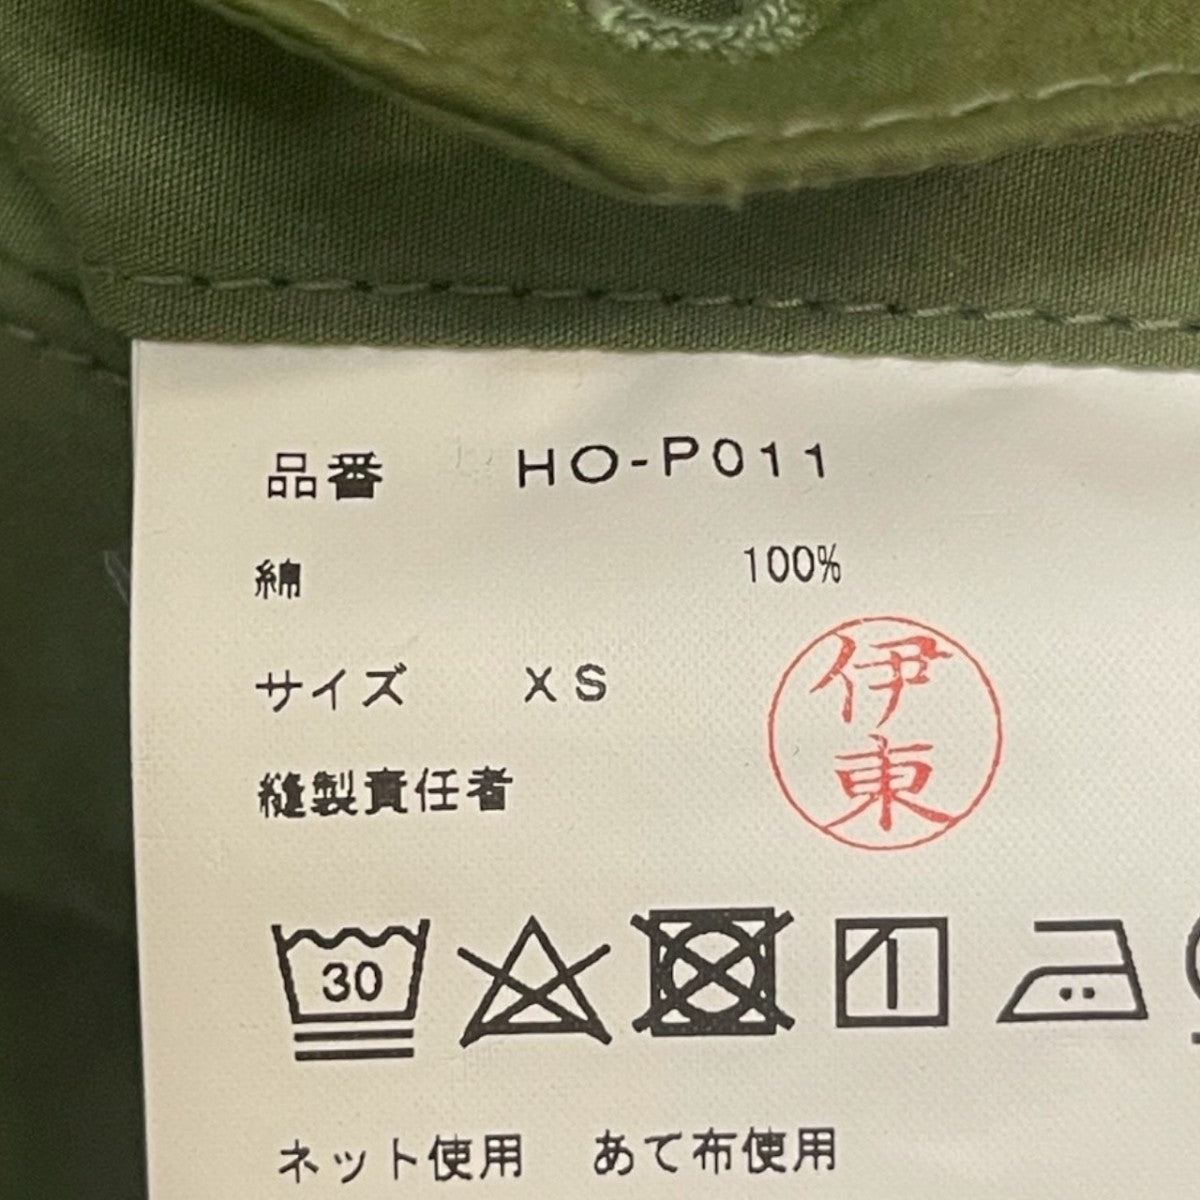 品番 HO-P011
綿 100%
サイズ XS
伊東
縫製責任者
30
ネット使用 あて布使用